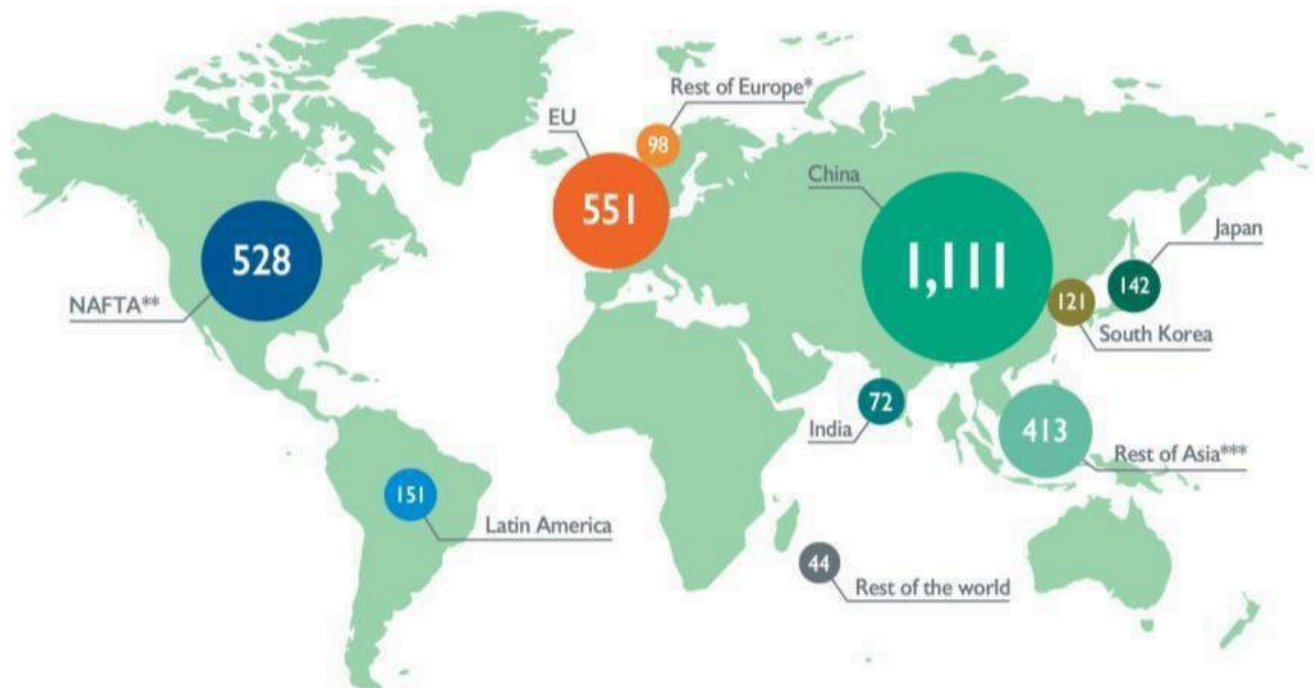 Rest of Europe*
EU
98
China
551
1,111
Japan
528
142
121
NAFTA**
South Korea
72
India
413
Rest of Asia***
151
Latin America
44
Rest of the world